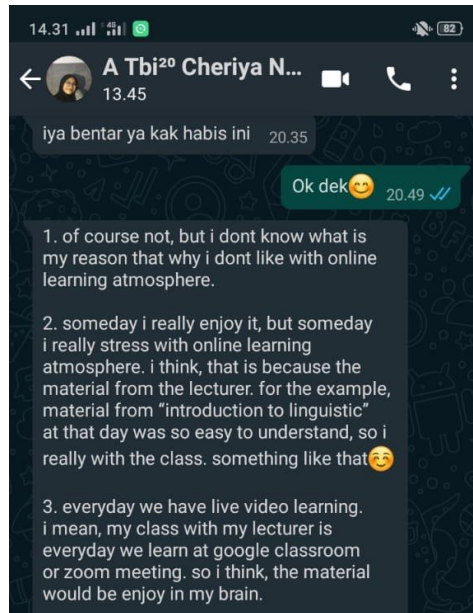 14.31 4G 82
A Tbi²⁰ Cheriya N...
13.45
iya bentar ya kak habis ini 20.35
Ok dek😊 20.49
1. of course not, but i dont know what is
my reason that why i dont like with online
learning atmosphere.
2. someday i really enjoy it, but someday
i really stress with online learning
atmosphere. i think, that is because the
material from the lecturer. for the example,
material from “introduction to linguistic”
at that day was so easy to understand, so i
really with the class. something like that☺️
3. everyday we have live video learning.
i mean, my class with my lecturer is
everyday we learn at google classroom
or zoom meeting. so i think, the material
would be enjoy in my brain.